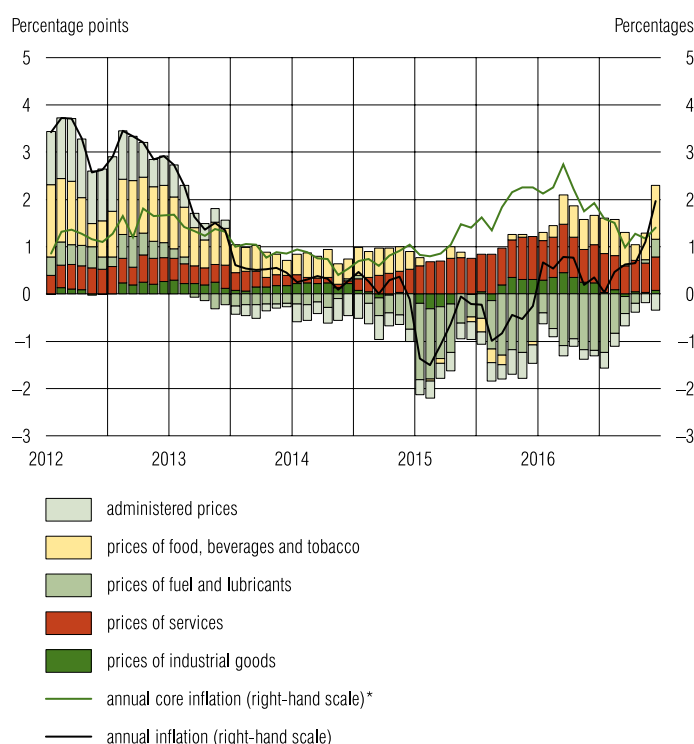 Percentage points Percentages
5 5
4 4
3 3
2 2
1 1
0 0
–1 –1
–2 –2
–3 –3
2012 2013 2014 2015 2016
administered prices
prices of food, beverages and tobacco
prices of fuel and lubricants
prices of services
prices of industrial goods
annual core inflation (right-hand scale)*
annual inflation (right-hand scale)